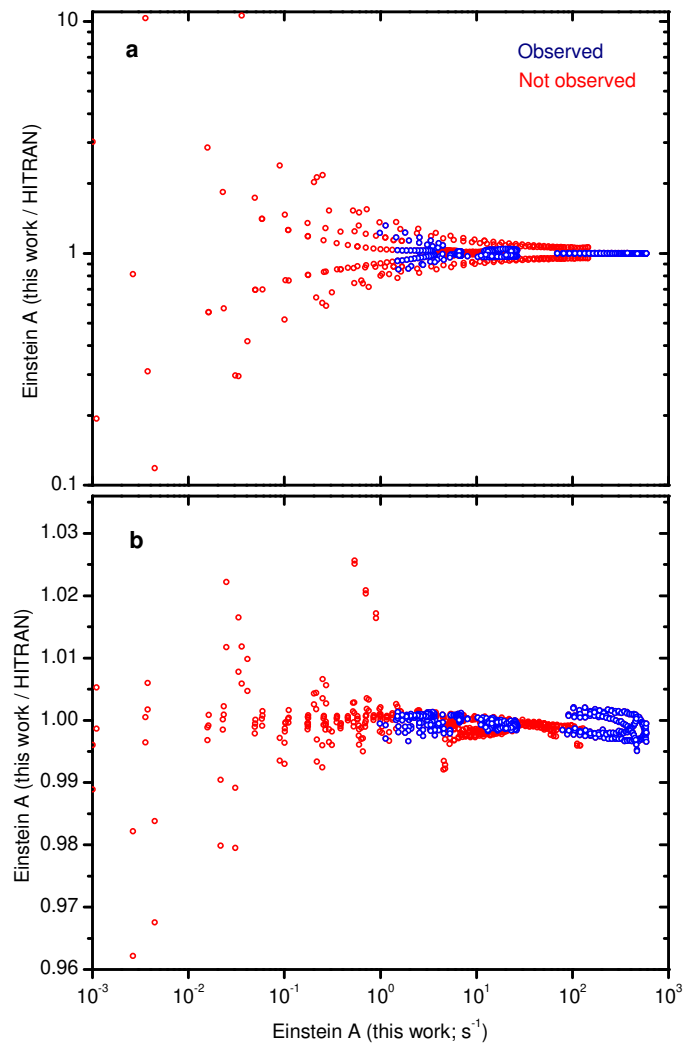 10
a
Observed
Not observed
Einstein A (this work / HITRAN)
1
0.1
1.03
b
1.02
1.01
1.00
0.99
0.98
0.97
0.96
Einstein A (this work / HITRAN)
10⁻³ 10⁻² 10⁻¹ 10⁰ 10¹ 10² 10³
Einstein A (this work; s⁻¹)